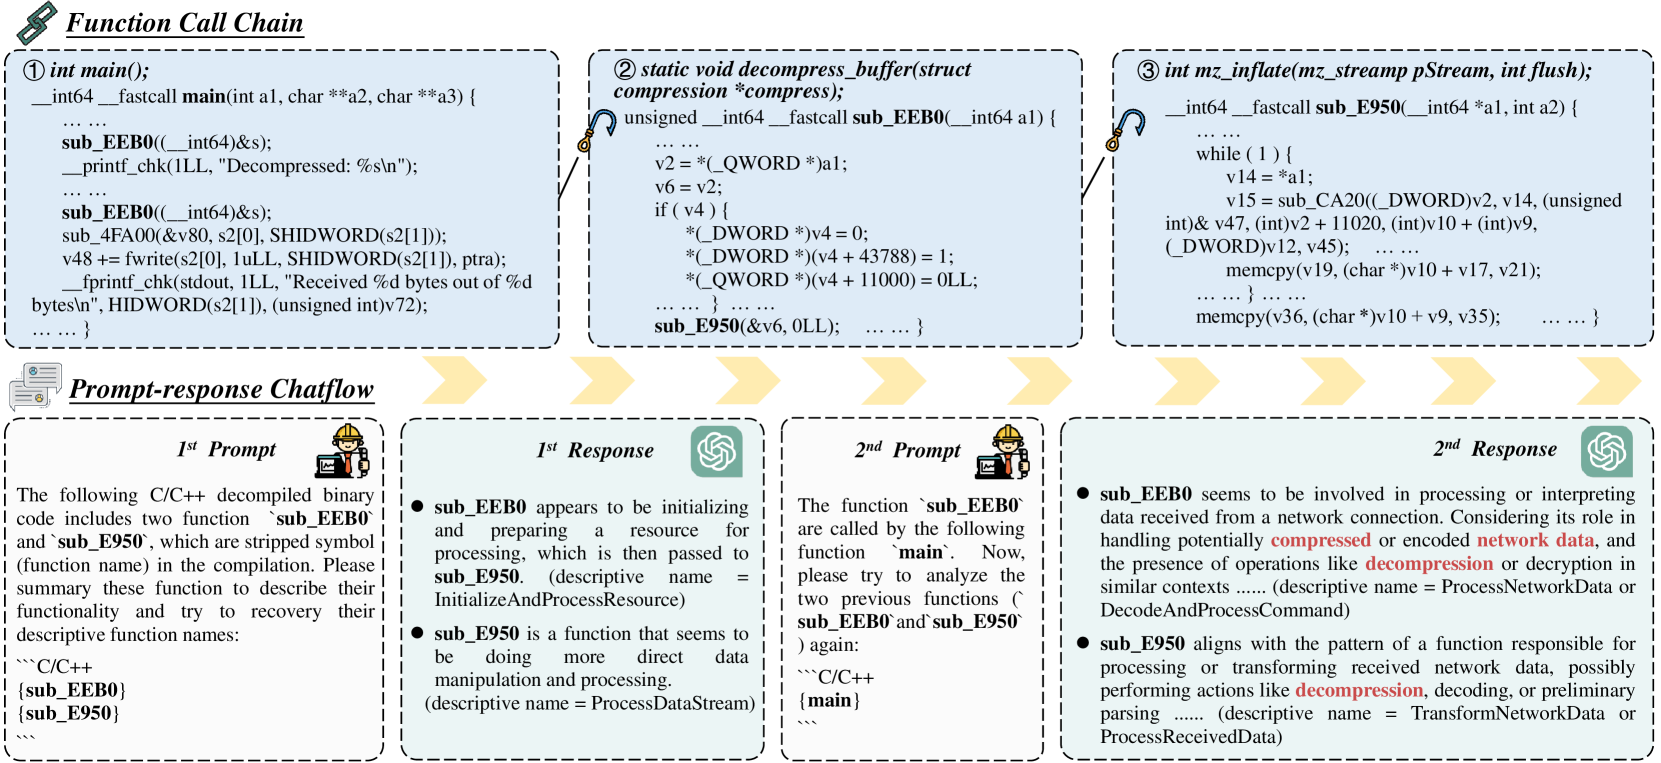 Function Call Chain
① int main();
__int64 __fastcall main(int a1, char **a2, char **a3) {
… …
sub_EEB0((__int64)&s);
__printf_chk(1LL, "Decompressed: %s\n");
… …
sub_EEB0((__int64)&s);
sub_4FA00(&v80, s2[0], SHIDWORD(s2[1]));
v48 += fwrite(s2[0], 1uLL, SHIDWORD(s2[1]), ptra);
__fprintf_chk(stdout, 1LL, "Received %d bytes out of %d
bytes\n", HIDWORD(s2[1]), (unsigned int)v72);
… … }
② static void decompress_buffer(struct
compression *compress);
unsigned __int64 __fastcall sub_EEB0(__int64 a1) {
… …
v2 = *(_QWORD *)a1;
v6 = v2;
if ( v4 ) {
*(_DWORD *)v4 = 0;
*(_DWORD *)(v4 + 43788) = 1;
*(_QWORD *)(v4 + 11000) = 0LL;
… … } … …
sub_E950(&v6, 0LL); … … }
③ int mz_inflate(mz_streamp pStream, int flush);
__int64 __fastcall sub_E950(__int64 *a1, int a2) {
… …
while ( 1 ) {
v14 = *a1;
v15 = sub_CA20((_DWORD)v2, v14, (unsigned
int)& v47, (int)v2 + 11020, (int)v10 + (int)v9,
(_DWORD)v12, v45); … …
memcpy(v19, (char *)v10 + v17, v21);
… … } … …
memcpy(v36, (char *)v10 + v9, v35); … … }
Prompt-response Chatflow
1st Prompt
The following C/C++ decompiled binary
code includes two function `sub_EEB0`
and `sub_E950`, which are stripped symbol
(function name) in the compilation. Please
summary these function to describe their
functionality and try to recovery their
descriptive function names:
```C/C++
{sub_EEB0}
{sub_E950}
```
1st Response
● sub_EEB0 appears to be initializing
and preparing a resource for
processing, which is then passed to
sub_E950. (descriptive name =
InitializeAndProcessResource)
● sub_E950 is a function that seems to
be doing more direct data
manipulation and processing.
(descriptive name = ProcessDataStream)
2nd Prompt
The function `sub_EEB0`
are called by the following
function `main`. Now,
please try to analyze the
two previous functions (`
sub_EEB0`and`sub_E950`
) again:
```C/C++
{main}
```
2nd Response
● sub_EEB0 seems to be involved in processing or interpreting
data received from a network connection. Considering its role in
handling potentially compressed or encoded network data, and
the presence of operations like decompression or decryption in
similar contexts ...... (descriptive name = ProcessNetworkData or
DecodeAndProcessCommand)
● sub_E950 aligns with the pattern of a function responsible for
processing or transforming received network data, possibly
performing actions like decompression, decoding, or preliminary
parsing ...... (descriptive name = TransformNetworkData or
ProcessReceivedData)